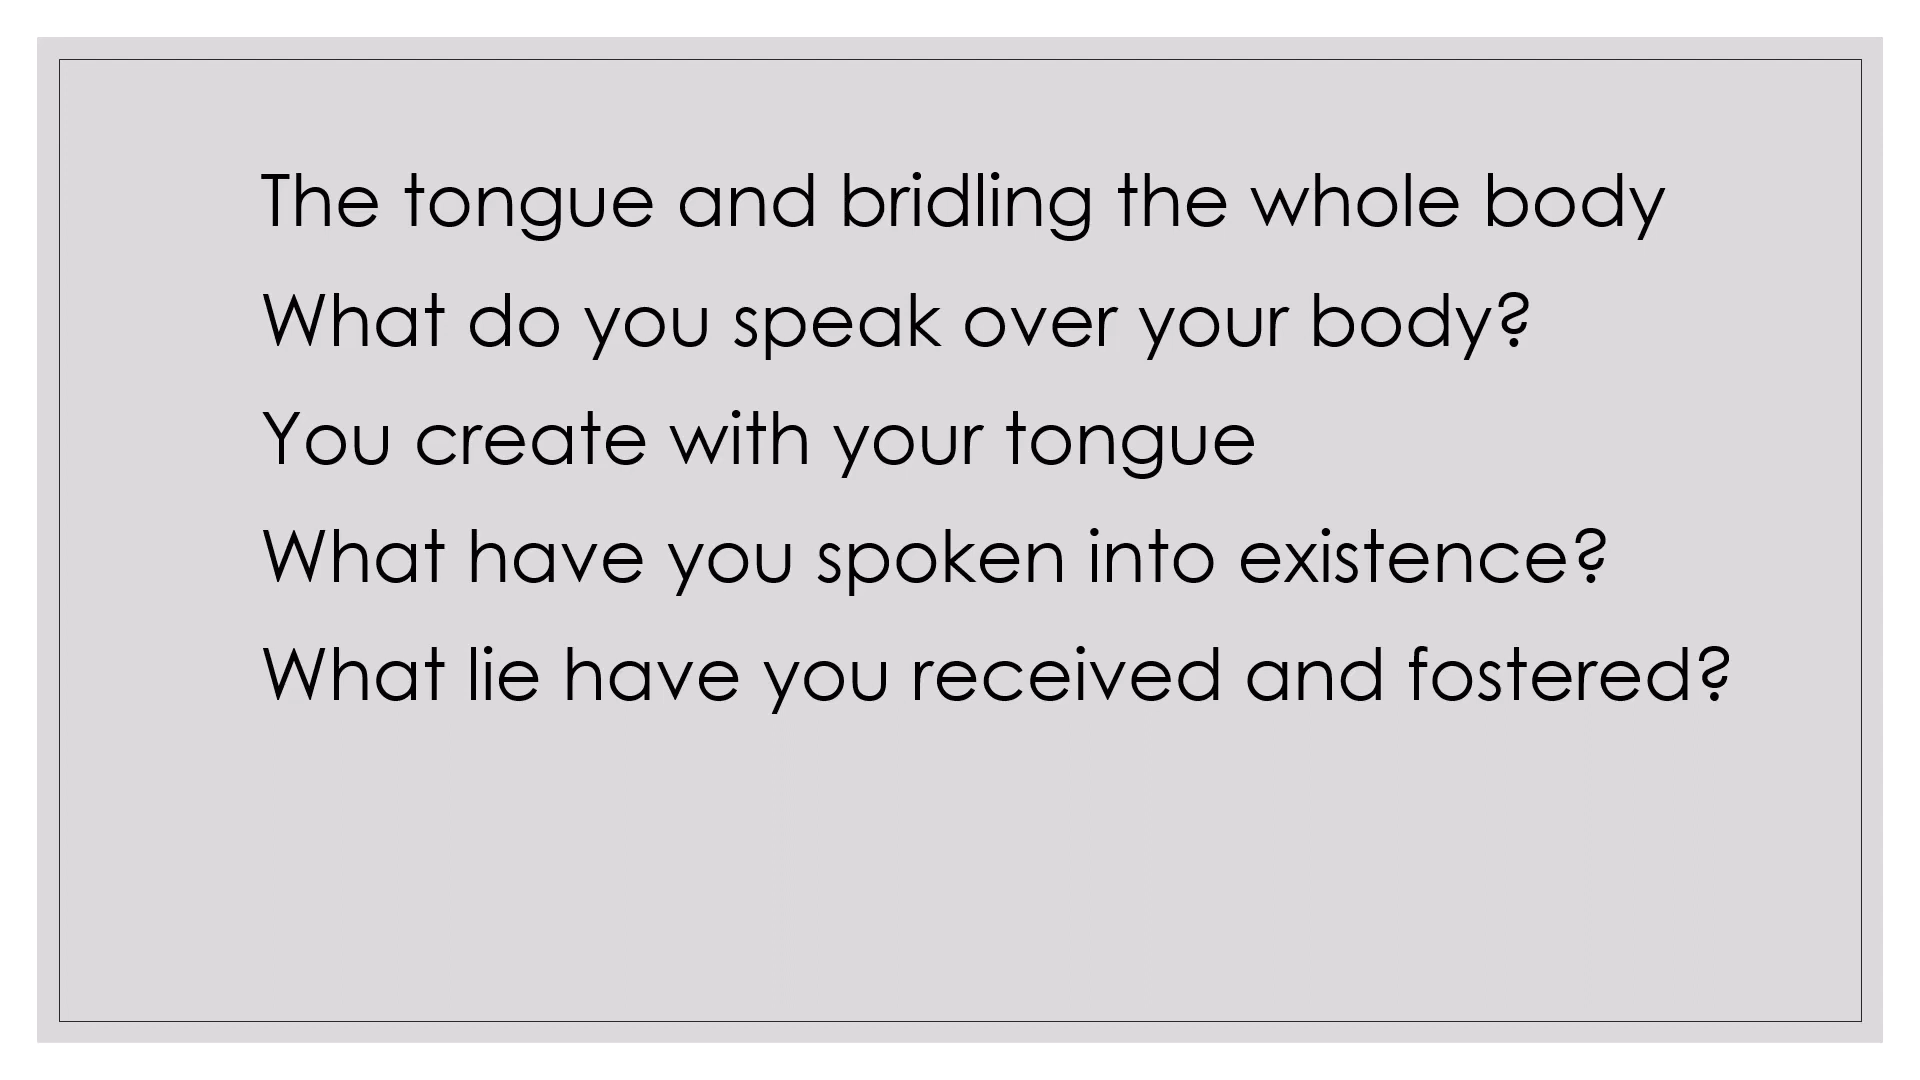 The tongue and bridling the whole body
What do you speak over your body?
You create with your tongue
What have you spoken into existence?
What lie have you received and fostered?